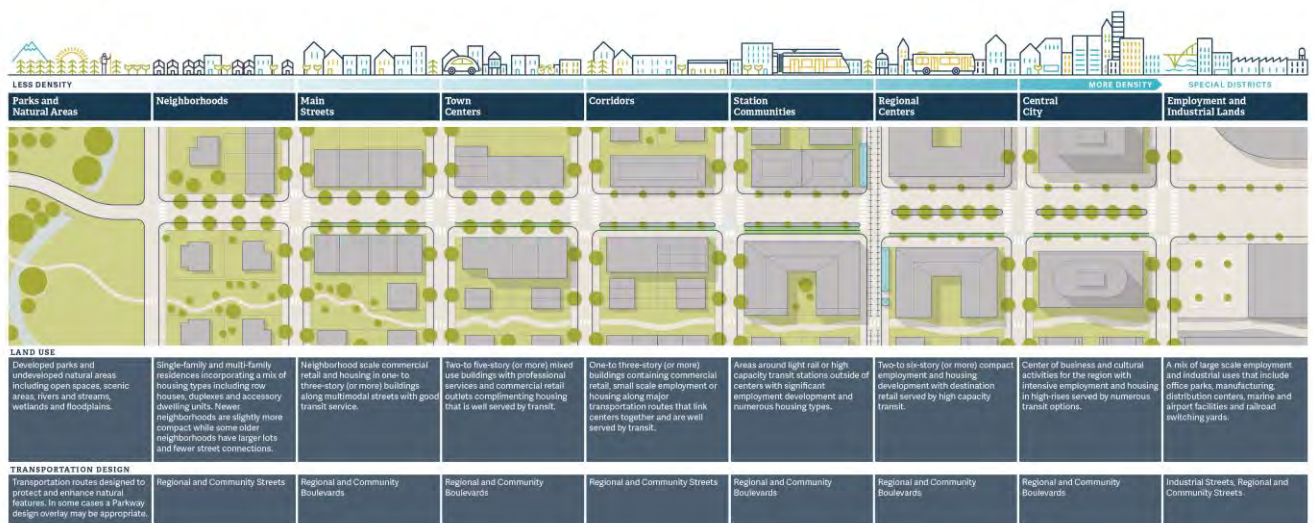 LESS DENSITY
MORE DENSITY
SPECIAL DISTRICTS
Parks and
Natural Areas
Neighborhoods
Main
Streets
Town
Centers
Corridors
Station
Communities
Regional
Centers
Central
City
Employment and
Industrial Lands
LAND USE
Developed parks and
undeveloped natural areas
including open spaces, scenic
areas, rivers and streams,
wetlands and floodplains.
Single-family and multi-family
residences incorporating a mix of
housing types including row
houses, duplexes and accessory
dwelling units. Newer
neighborhoods are slightly more
compact while some older
neighborhoods have larger lots
and fewer street connections.
Neighborhood scale commercial
retail and housing in one- to
three-story (or more) buildings
along multimodal streets with good
transit service.
Two-to five-story (or more) mixed
use buildings with professional
services and commercial retail
outlets complimenting housing
that is well served by transit.
One-to three-story (or more)
buildings containing commercial
retail, small scale employment or
housing along major
transportation routes that link
centers together and are well
served by transit.
Areas around light rail or high
capacity transit stations outside of
centers with significant
employment development and
numerous housing types.
Two-to six-story (or more) compact
employment and housing
development with destination
retail served by high capacity
transit.
Center of business and cultural
activities for the region with
intensive employment and housing
in high-rises served by numerous
transit options.
A mix of large scale employment
and industrial uses that include
office parks, manufacturing,
distribution centers, marine and
airport facilities and railroad
switching yards.
TRANSPORTATION DESIGN
Transportation routes designed to
protect and enhance natural
features. In some cases a Parkway
design overlay may be appropriate.
Regional and Community Streets
Regional and Community
Boulevards
Regional and Community
Boulevards
Regional and Community Streets
Regional and Community
Boulevards
Regional and Community
Boulevards
Regional and Community
Boulevards
Industrial Streets, Regional and
Community Streets